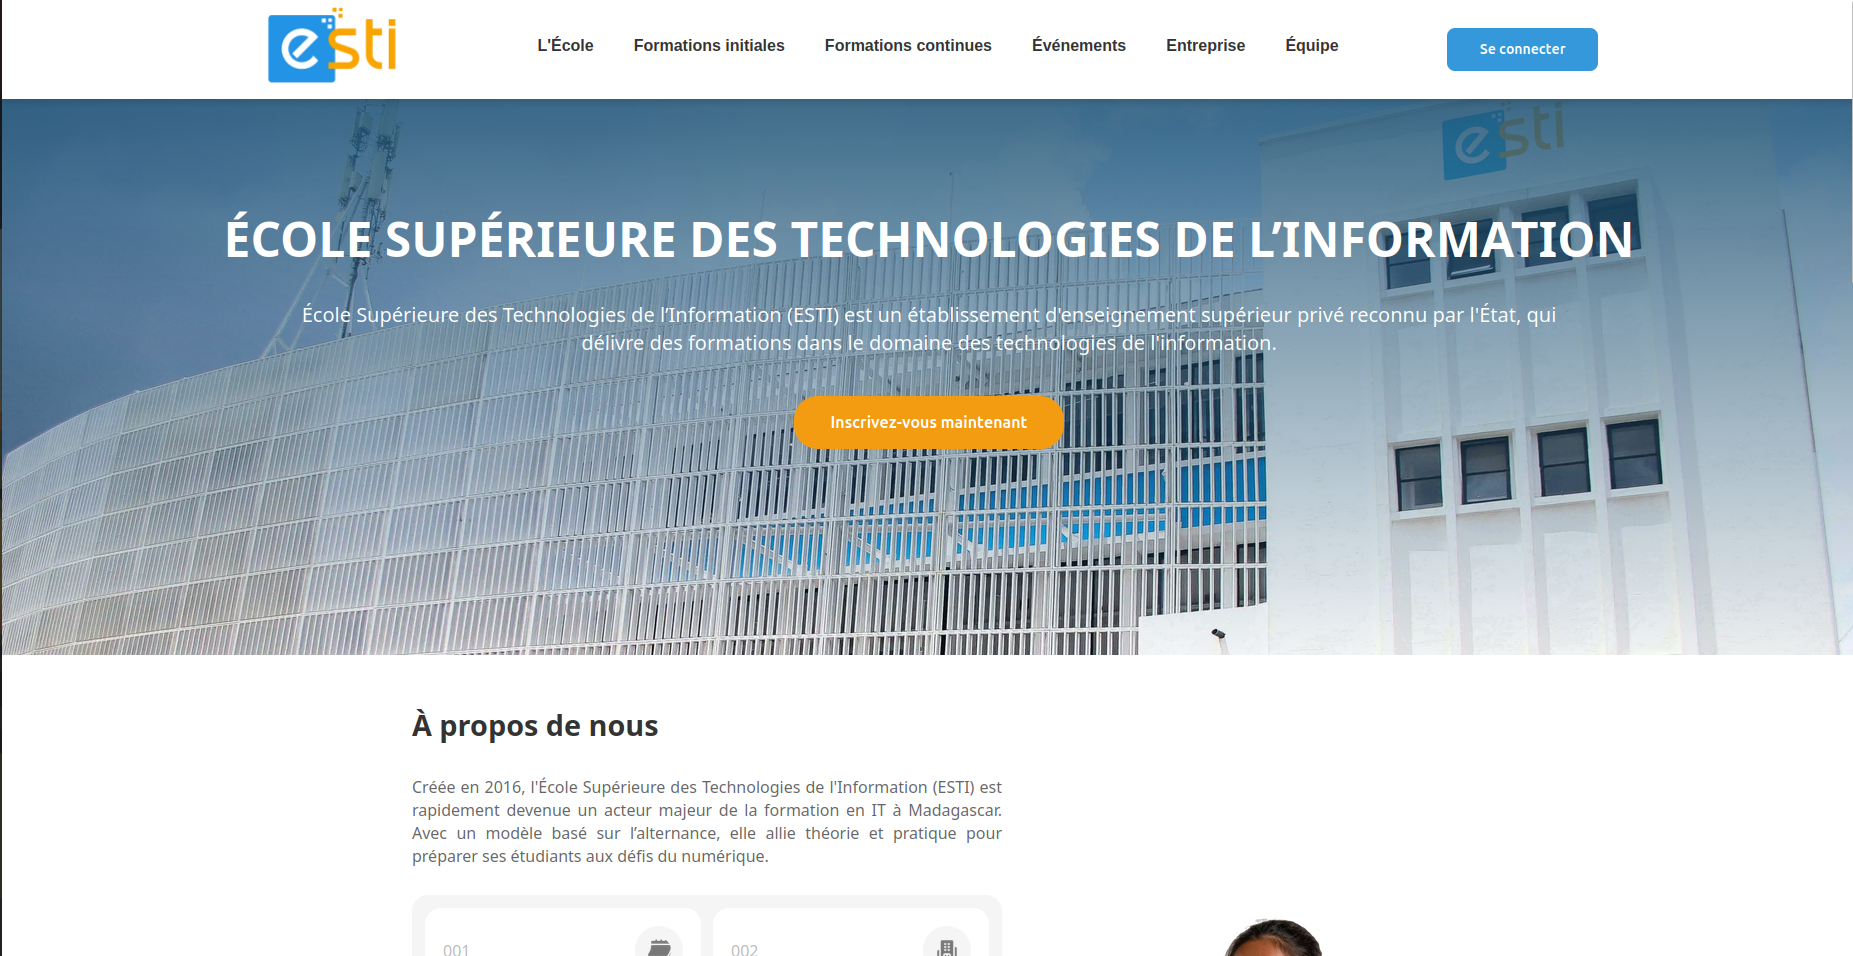 esti
L'École
Formations initiales
Formations continues
Événements
Entreprise
Équipe
Se connecter
esti
ÉCOLE SUPÉRIEURE DES TECHNOLOGIES DE L’INFORMATION
École Supérieure des Technologies de l’Information (ESTI) est un établissement d'enseignement supérieur privé reconnu par l'État, qui
délivre des formations dans le domaine des technologies de l'information.
Inscrivez-vous maintenant
À propos de nous
Créée en 2016, l'École Supérieure des Technologies de l'Information (ESTI) est
rapidement devenue un acteur majeur de la formation en IT à Madagascar.
Avec un modèle basé sur l’alternance, elle allie théorie et pratique pour
préparer ses étudiants aux défis du numérique.
001
002